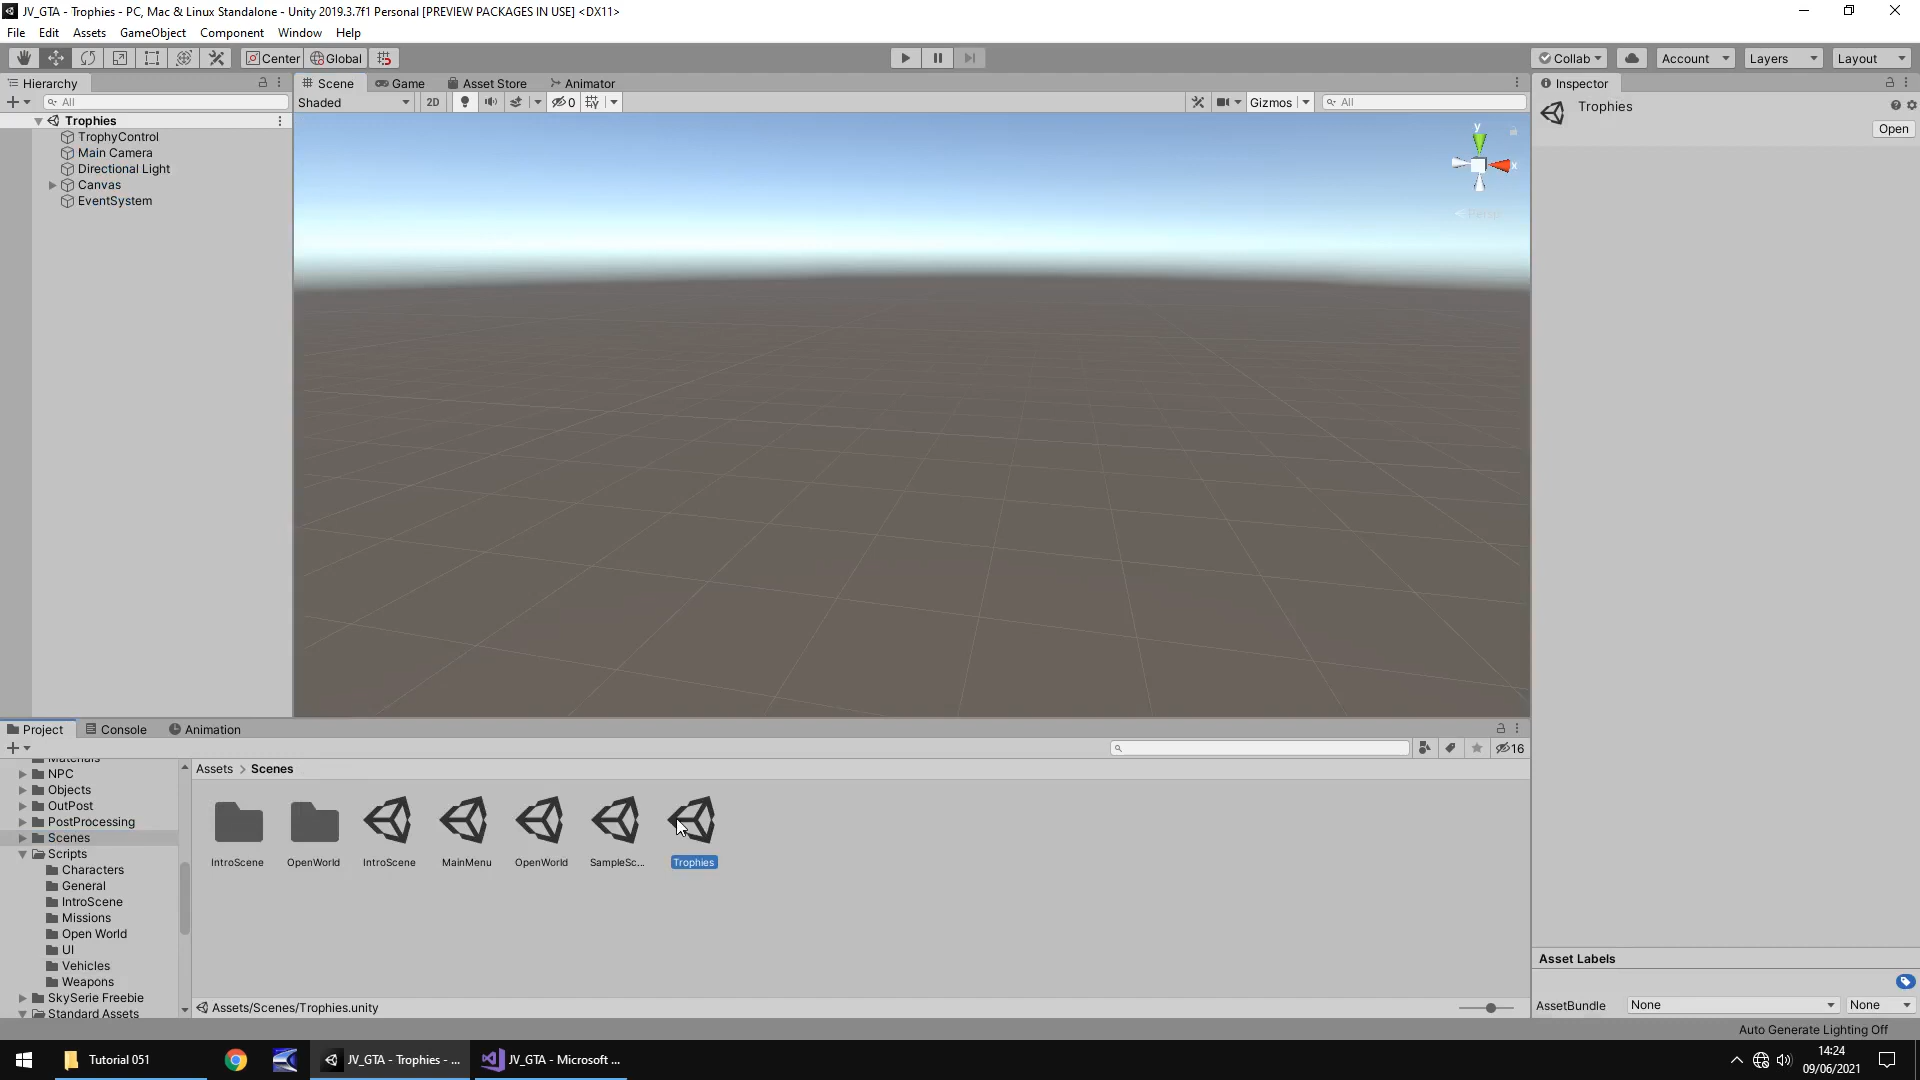 JV_GTA - Trophies - PC, Mac & Linux Standalone - Unity 2019.3.7f1 Personal [PREVIEW PACKAGES IN USE] <DX11>
File Edit Assets GameObject Component Window Help
Center Global Collab Account Layers Layout
Hierarchy Scene Game Asset Store Animator Inspector
All Shaded 2D 0 Gizmos All Trophies
Open
Trophies
TrophyControl
Main Camera
Directional Light
Canvas
EventSystem
y
x
< Persp
Project Console Animation
16
Materials
NPC
Objects
OutPost
PostProcessing
Scenes
Scripts
Characters
General
IntroScene
Missions
Open World
UI
Vehicles
Weapons
SkySerie Freebie
Standard Assets
Assets > Scenes
IntroScene OpenWorld IntroScene MainMenu OpenWorld SampleSc... Trophies
Assets/Scenes/Trophies.unity
Asset Labels
AssetBundle None None
Auto Generate Lighting Off
Tutorial 051 JV_GTA - Trophies - ... JV_GTA - Microsoft ...
14:24
09/06/2021